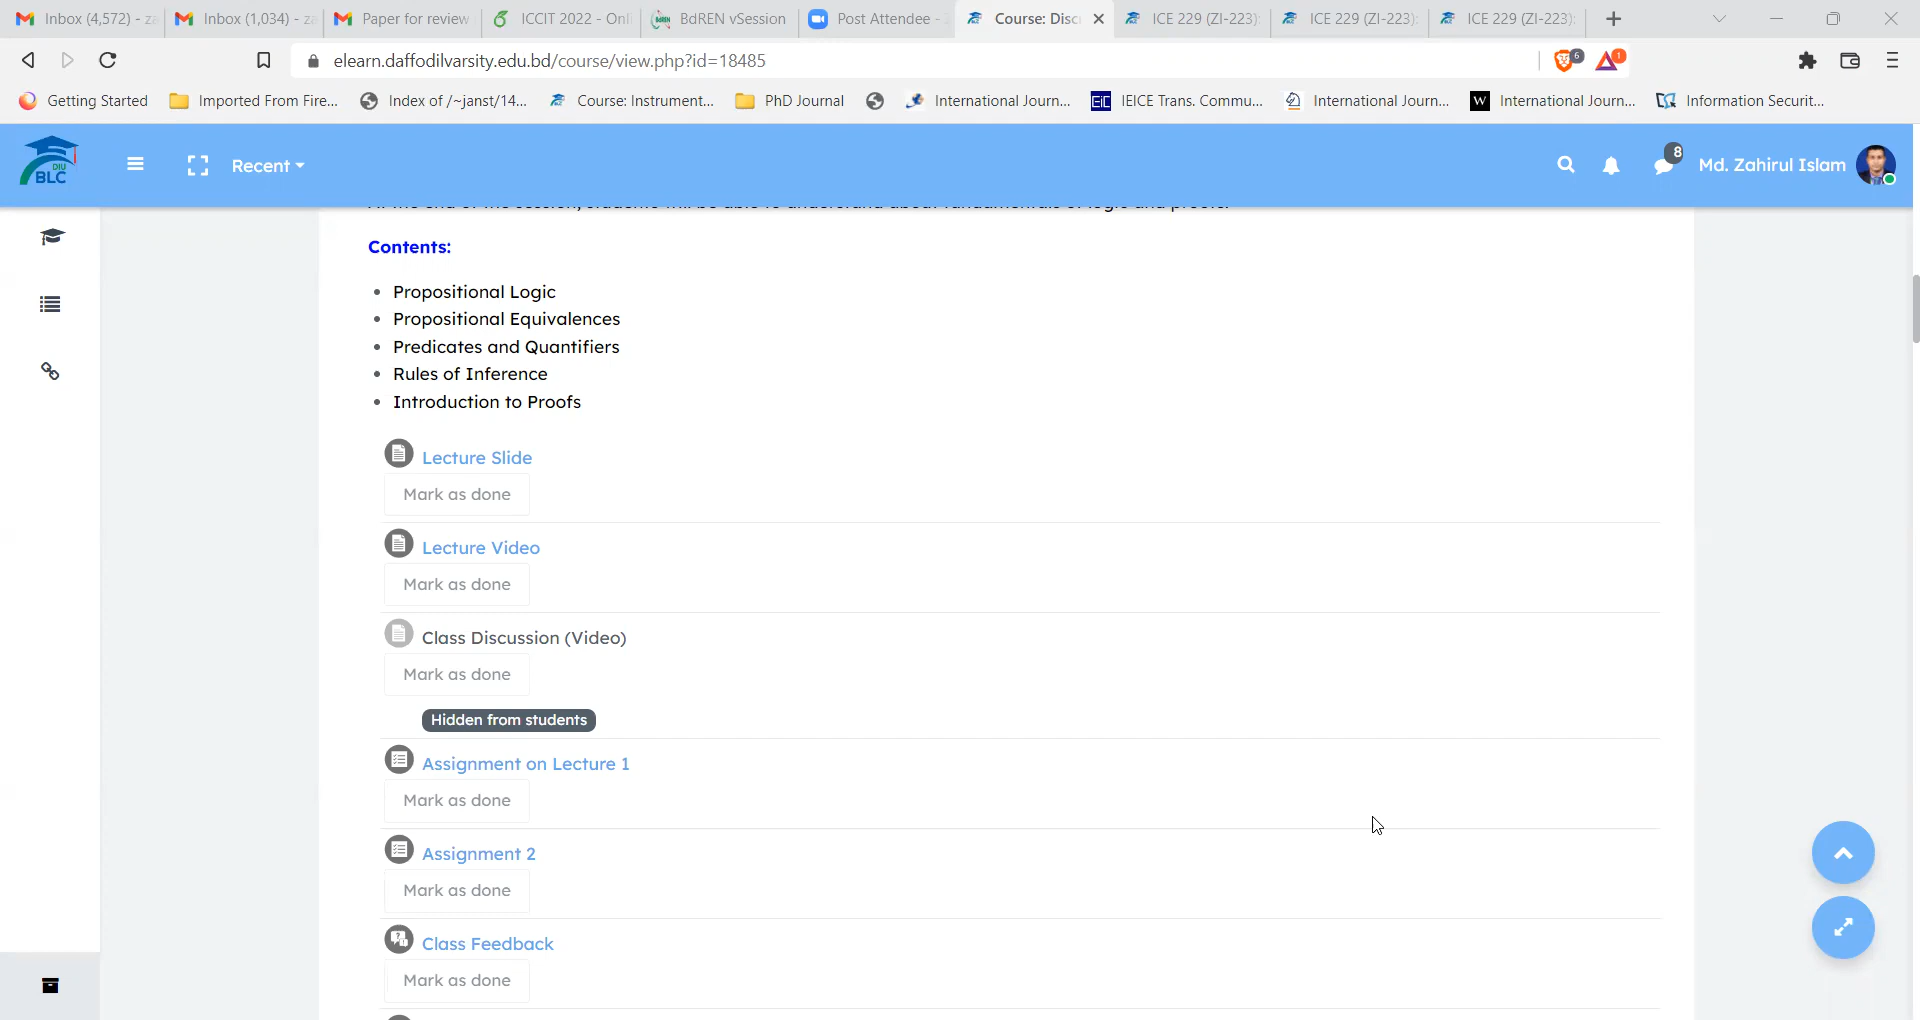 Inbox (4,572) - za
Inbox (1,034) - za
Paper for review
ICCIT 2022 - Onl
BdREN vSession
Post Attendee -
Course: Disc
ICE 229 (ZI-223):
ICE 229 (ZI-223):
ICE 229 (ZI-223):
elearn.daffodilvarsity.edu.bd/course/view.php?id=18485
6
1
Getting Started
Imported From Fire...
Index of /~janst/14...
Course: Instrument...
PhD Journal
International Journ...
EiC IEICE Trans. Commu...
International Journ...
W International Journ...
Information Securit...
DIU
BLC
Recent
8
Md. Zahirul Islam
At the end of the session, students will be able to understand about fundamentals of logic and proofs.
Contents:
Propositional Logic
Propositional Equivalences
Predicates and Quantifiers
Rules of Inference
Introduction to Proofs
Lecture Slide
Mark as done
Lecture Video
Mark as done
Class Discussion (Video)
Mark as done
Hidden from students
Assignment on Lecture 1
Mark as done
Assignment 2
Mark as done
Class Feedback
Mark as done